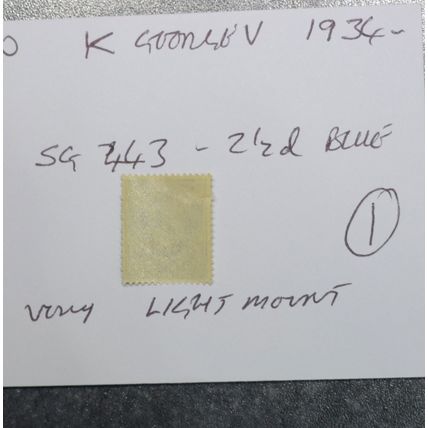 K GEORGE V 1934-
SG 443 - 2½d BLUE
1
VERY LIGHT MOUNT